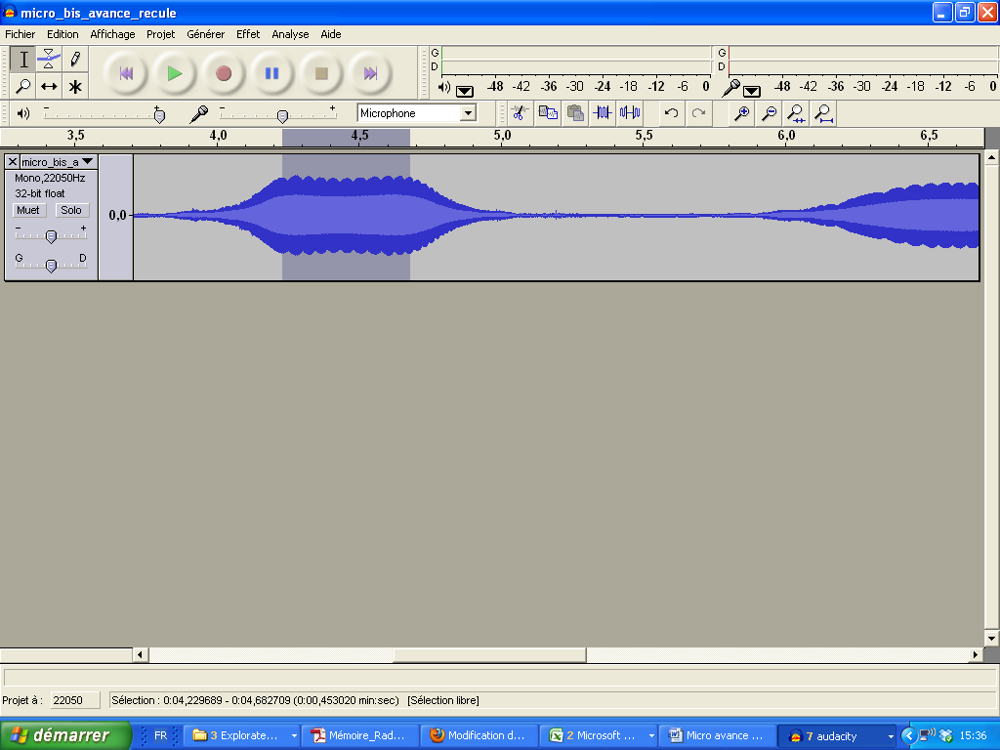 micro_bis_avance_recule
Fichier Edition Affichage Projet Générer Effet Analyse Aide
G
D
-48 -42 -36 -30 -24 -18 -12 -6 0
G
D
-48 -42 -36 -30 -24 -18 -12 -6 0
- + - + Microphone
3,5 4,0 4,5 5,0 5,5 6,0 6,5
micro_bis_a
Mono,22050Hz
32-bit float
Muet Solo
- +
G D
0,0
Projet à : 22050 Sélection : 0:04,229689 - 0:04,682709 (0:00,453020 min:sec) [Sélection libre]
démarrer FR 3 Explorate... Mémoire_Rad... Modification d... 2 Microsoft ... Micro avance ... 7 audacity 15:36